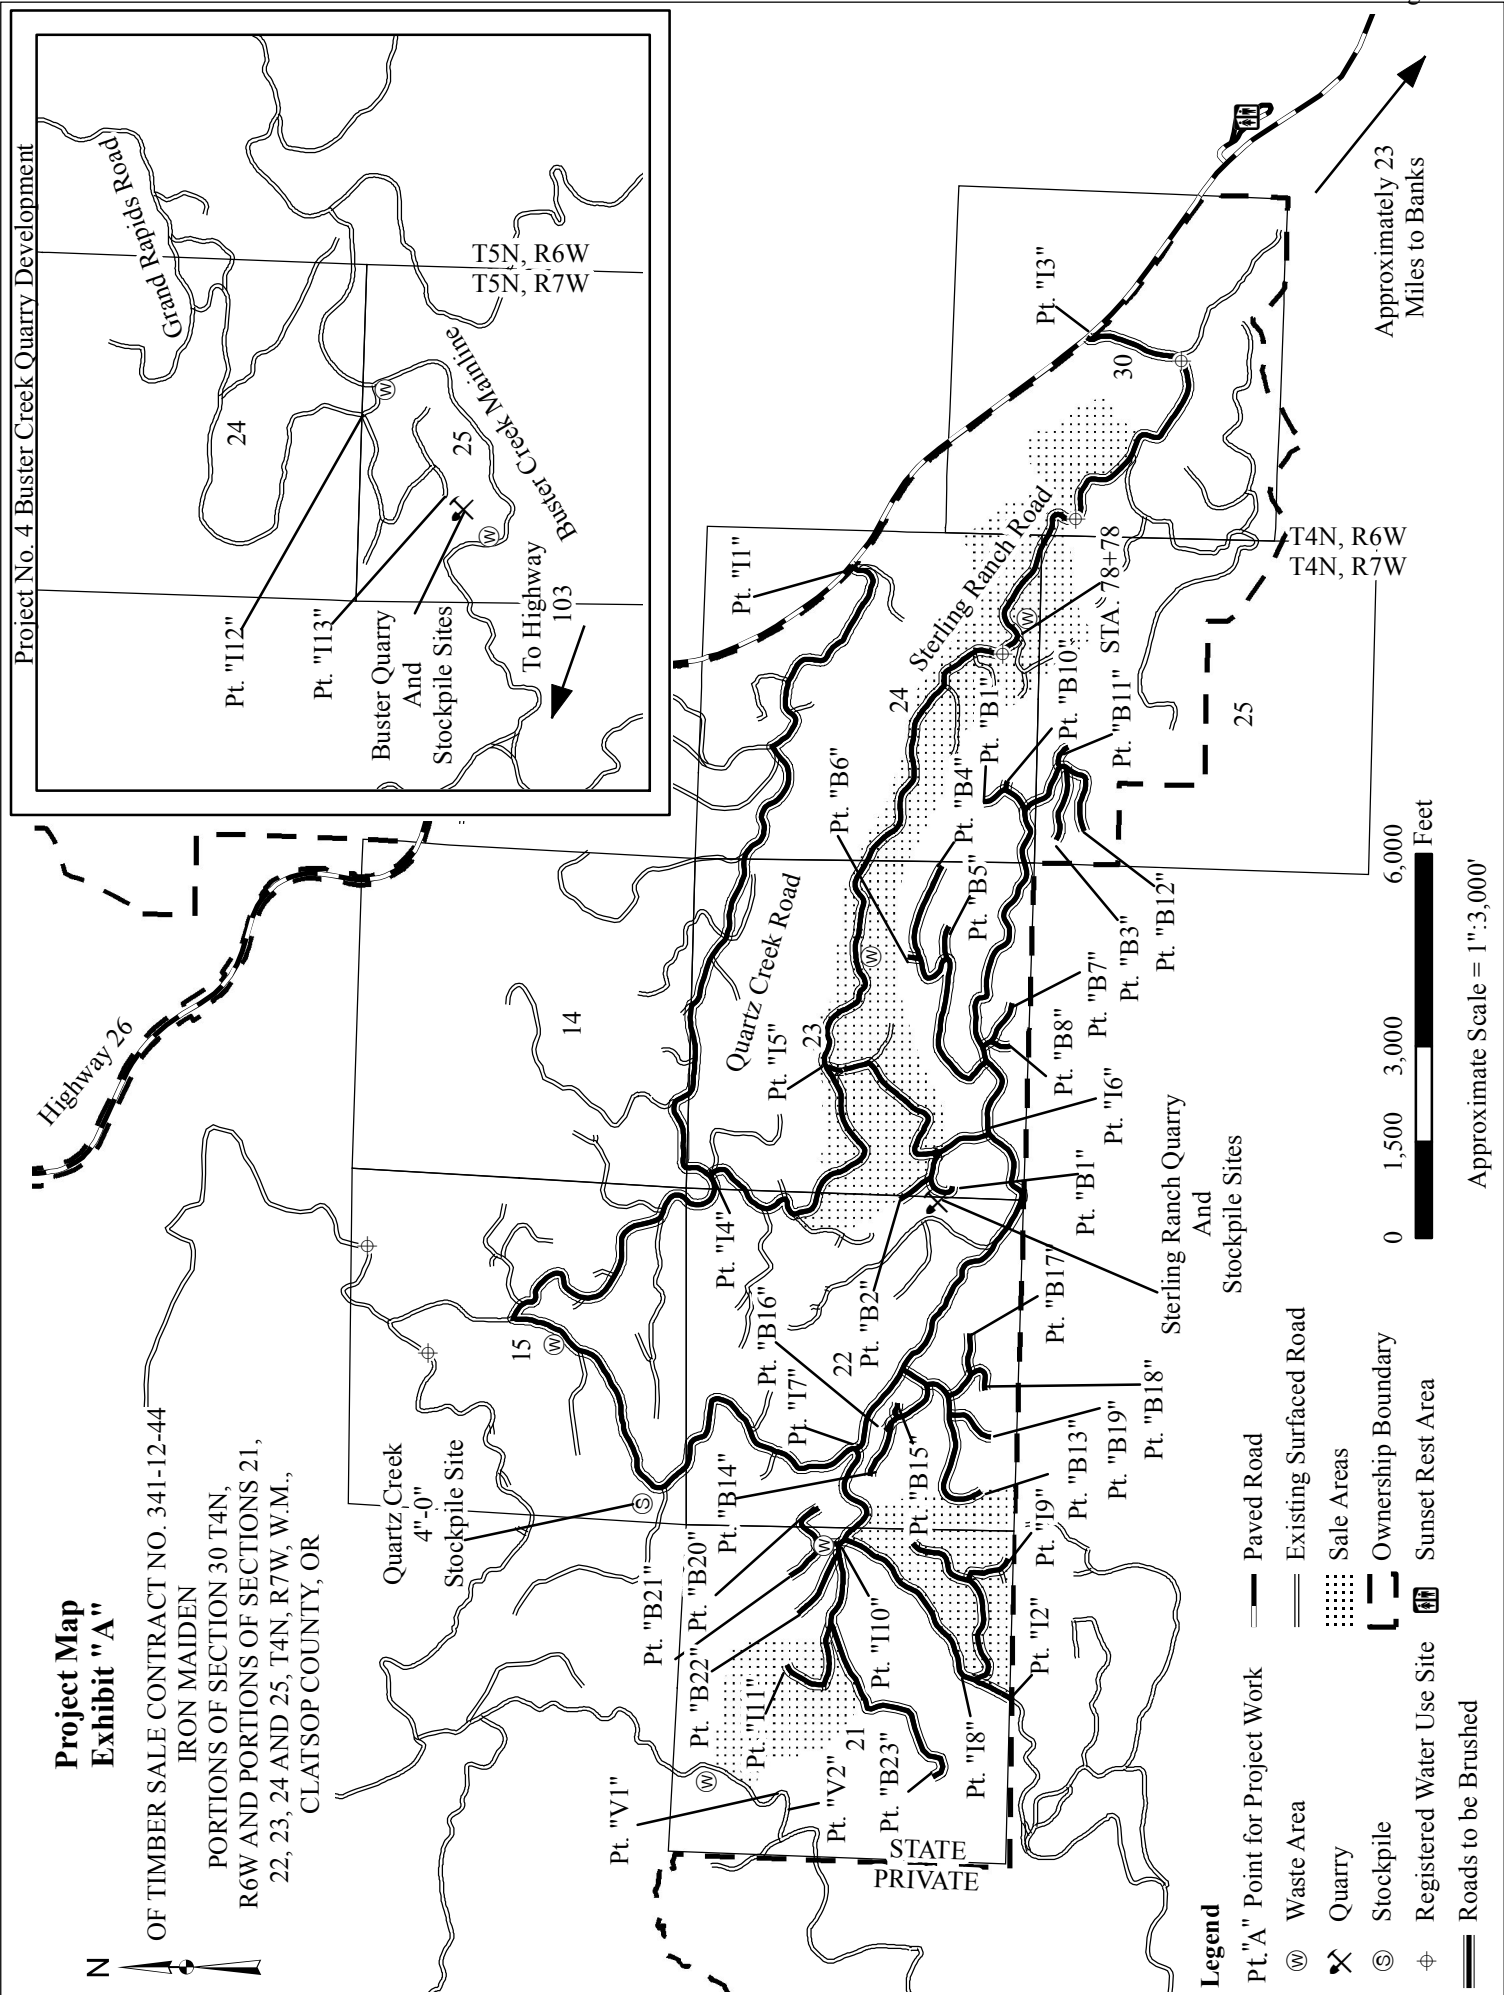 Project Map
Exhibit "A"
OF TIMBER SALE CONTRACT NO. 341-12-44
IRON MAIDEN
PORTIONS OF SECTION 30 T4N,
R6W AND PORTIONS OF SECTIONS 21,
22, 23, 24 AND 25, T4N, R7W, W.M.,
CLATSOP COUNTY, OR
N
Project No. 4 Buster Creek Quarry Development
Grand Rapids Road
24
T5N, R6W
T5N, R7W
25
Buster Creek Mainline
Pt. "I12"
Pt. "I13"
Buster Quarry
And
Stockpile Sites
To Highway
103
W
W
Highway 26
14
15
W
Quartz Creek
4"-0"
Stockpile Site
S
Quartz Creek Road
Sterling Ranch Road
Pt. "I1"
Pt. "I3"
30
Approximately 23
Miles to Banks
T4N, R6W
T4N, R7W
STA. 78+78
W
24
25
Pt. "B1"
Pt. "B10"
Pt. "B11"
Pt. "B6"
Pt. "B4"
Pt. "B5"
Pt. "B3"
Pt. "B12"
Pt. "B7"
Pt. "B8"
W
23
Pt. "I5"
Pt. "I6"
Pt. "I4"
Pt. "B1"
Sterling Ranch Quarry
And
Stockpile Sites
Pt. "B2"
22
Pt. "B16"
Pt. "I7"
Pt. "B17"
Pt. "B18"
Pt. "B19"
Pt. "B13"
Pt. "B15"
Pt. "B14"
Pt. "B20"
Pt. "B21"
Pt. "B22"
W
Pt. "I9"
Pt. "I2"
Pt. "I10"
Pt. "I11"
Pt. "I8"
21
Pt. "B23"
Pt. "V2"
Pt. "V1"
W
STATE
PRIVATE
Legend
Pt."A" Point for Project Work
W Waste Area
Quarry
S Stockpile
Registered Water Use Site
Roads to be Brushed
Paved Road
Existing Surfaced Road
Sale Areas
Ownership Boundary
Sunset Rest Area
0 1,500 3,000 6,000
Feet
Approximate Scale = 1":3,000'